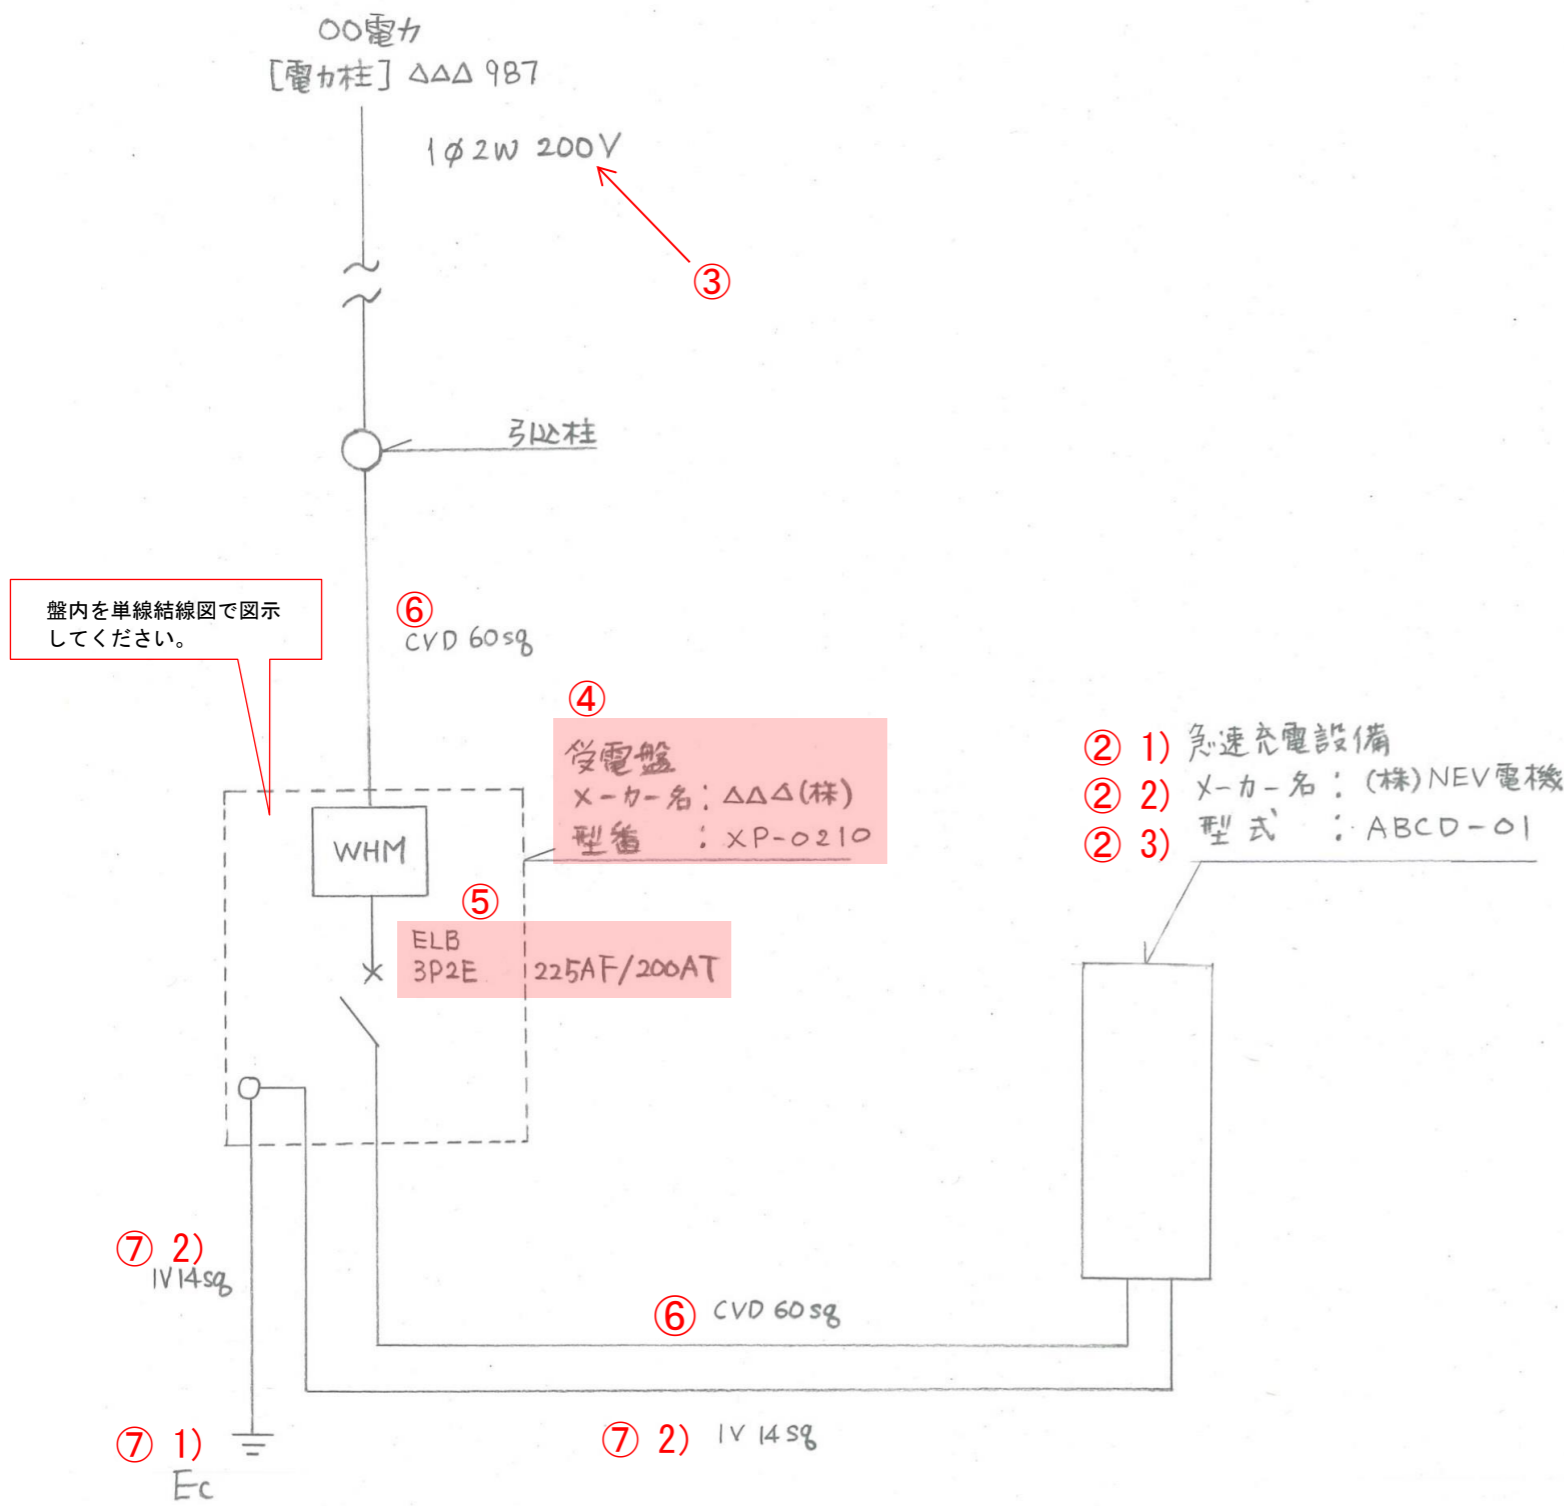 ○○電力
[電力柱] △△△ 987
1φ2W 200V
③
引込柱
盤内を単線結線図で図示
してください。
⑥
CVD 60sq
④
受電盤
メーカー名：△△△(株)
型番 ：XP-0210
② 1) 急速充電設備
② 2) メーカー名：(株)NEV電機
② 3) 型式 ：ABCD-01
WHM
⑤
ELB
3P2E 225AF/200AT
⑦ 2)
IV14sq
⑥ CVD 60sq
⑦ 2) IV 14sq
⑦ 1)
Ec